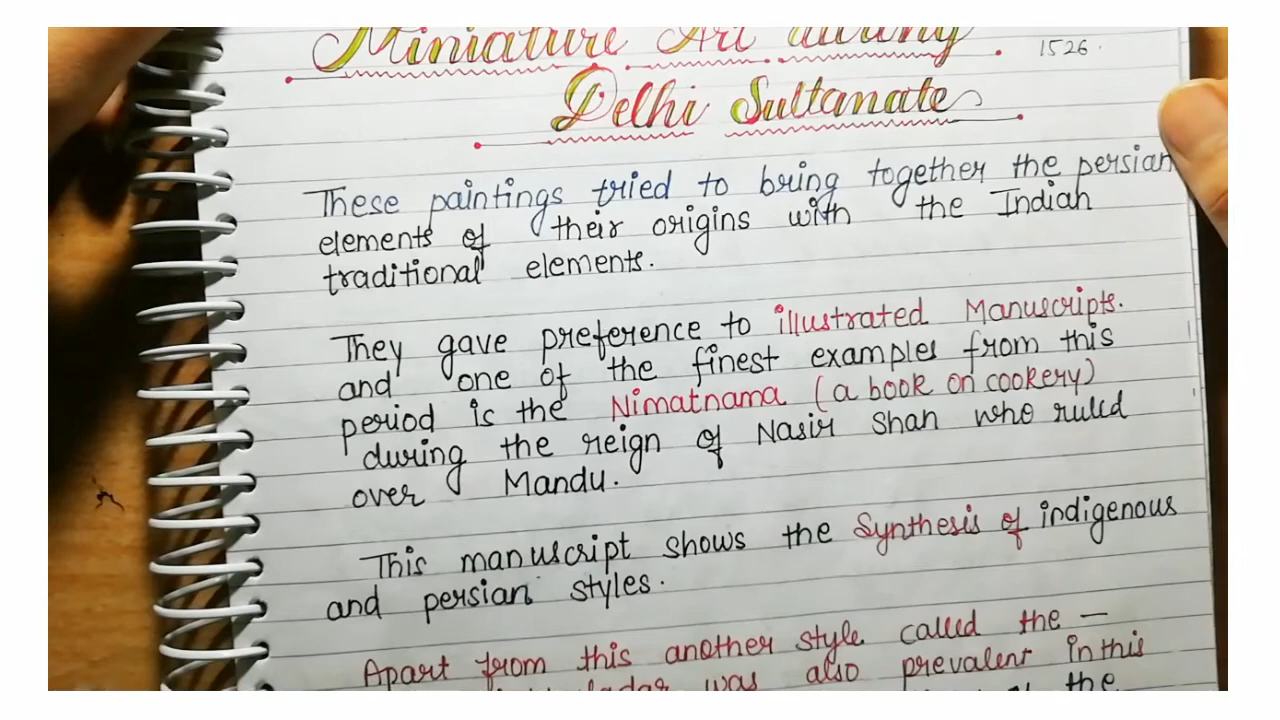 Miniature Art during
1526.
Delhi Sultanate
These paintings tried to bring together the persian
elements of their origins with the Indian
traditional elements.
They gave preference to illustrated Manuscripts.
and one of the finest examples from this
period is the Nimatnama (a book on cookery)
during the reign of Nasir Shah who ruled
over Mandu.
This manuscript shows the Synthesis of indigenous
and persian styles.
Apart from this another style called the —
was also prevalent in this
the